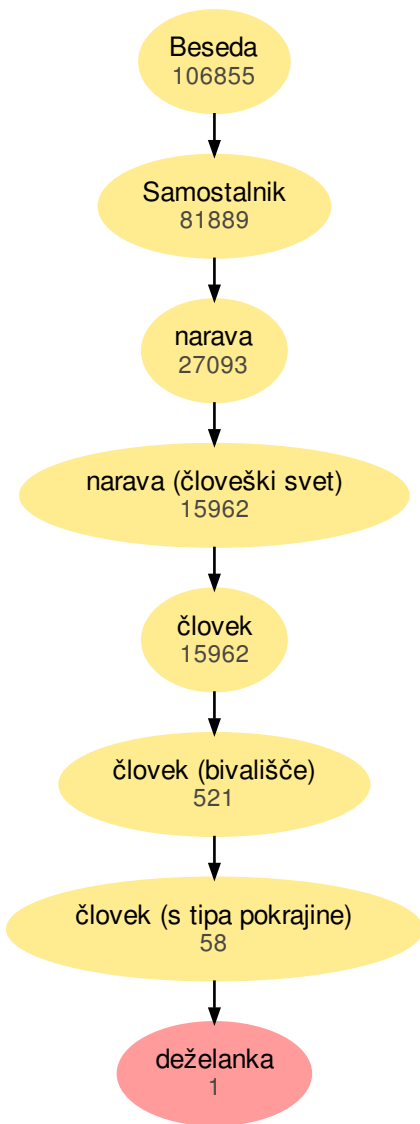 Beseda
106855
Samostalnik
81889
narava
27093
narava (človeški svet)
15962
človek
15962
človek (bivališče)
521
človek (s tipa pokrajine)
58
deželanka
1